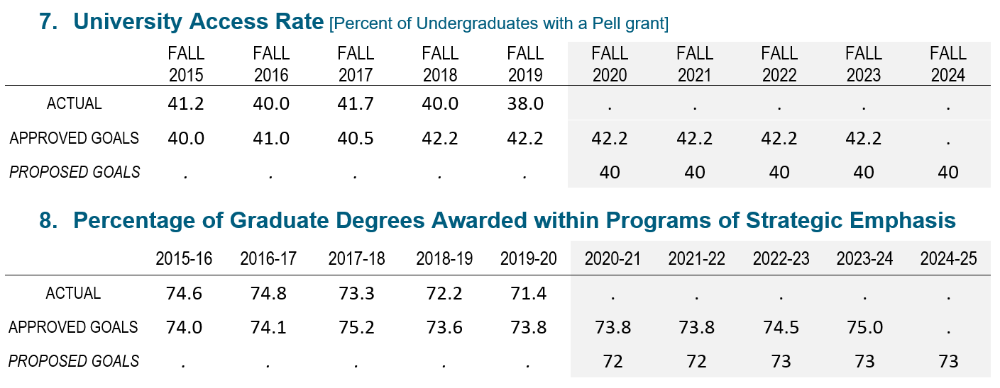 7. University Access Rate [Percent of Undergraduates with a Pell grant]
FALL FALL FALL FALL FALL FALL FALL FALL FALL FALL
2015 2016 2017 2018 2019 2020 2021 2022 2023 2024
ACTUAL 41.2 40.0 41.7 40.0 38.0 . . . . .
APPROVED GOALS 40.0 41.0 40.5 42.2 42.2 42.2 42.2 42.2 42.2 .
PROPOSED GOALS . . . . . 40 40 40 40 40
8. Percentage of Graduate Degrees Awarded within Programs of Strategic Emphasis
2015-16 2016-17 2017-18 2018-19 2019-20 2020-21 2021-22 2022-23 2023-24 2024-25
ACTUAL 74.6 74.8 73.3 72.2 71.4 . . . . .
APPROVED GOALS 74.0 74.1 75.2 73.6 73.8 73.8 73.8 74.5 75.0 .
PROPOSED GOALS . . . . . 72 72 73 73 73